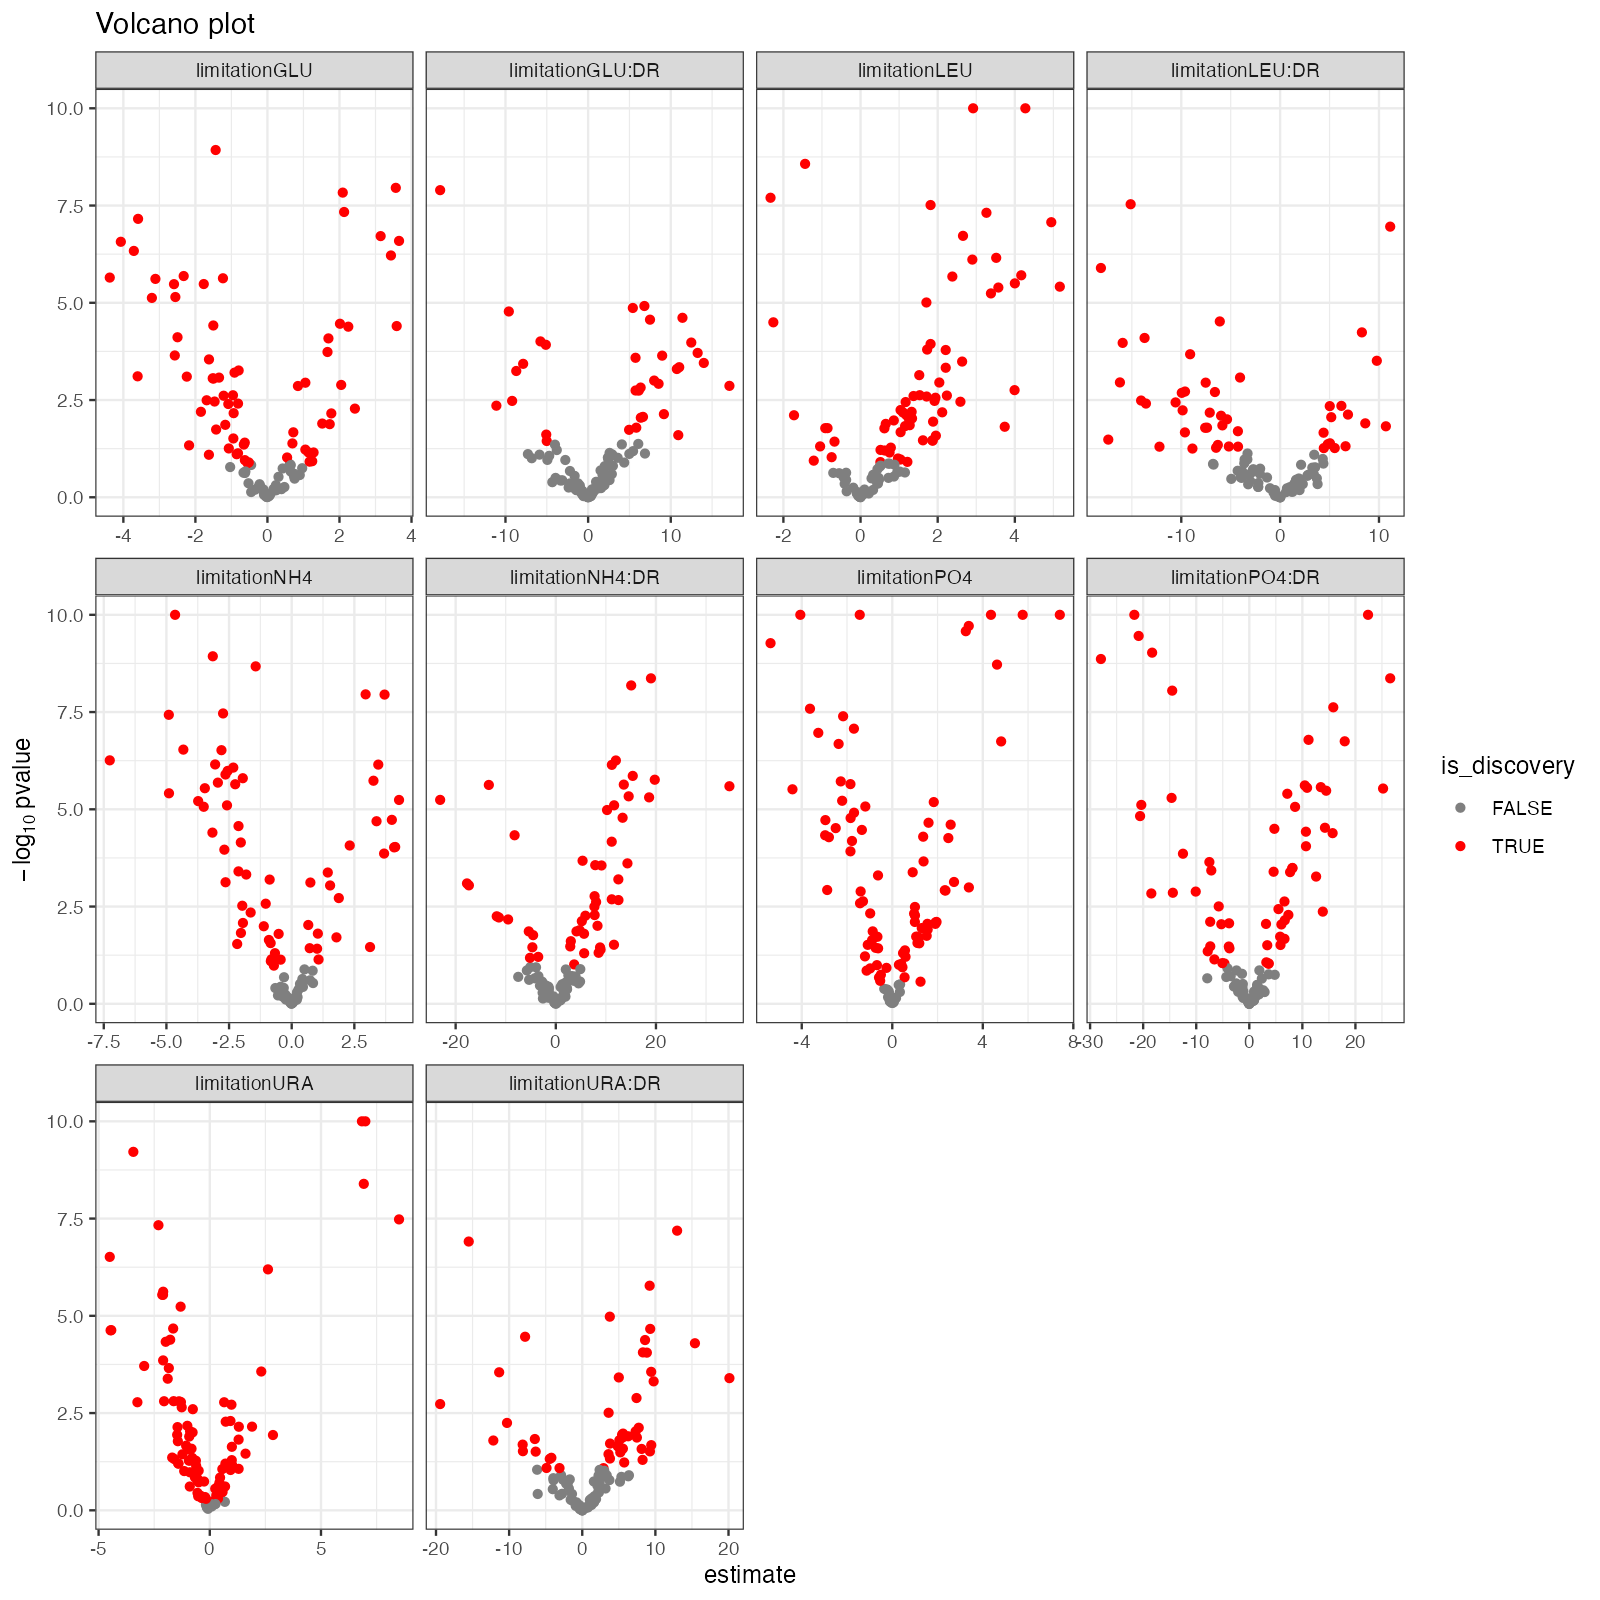 Volcano plot
limitationGLU limitationGLU:DR limitationLEU limitationLEU:DR
10.0
7.5
5.0
2.5
0.0
-4 -2 0 2 4 -10 0 10 -2 0 2 4 -10 0 10
limitationNH4 limitationNH4:DR limitationPO4 limitationPO4:DR
10.0
7.5
5.0
2.5
0.0
-7.5 -5.0 -2.5 0.0 2.5 -20 0 20 -4 0 4 8 -30 -20 -10 0 10 20
limitationURA limitationURA:DR
10.0
7.5
5.0
2.5
0.0
-5 0 5 -20 -10 0 10 20
estimate
−log10 pvalue
is_discovery
FALSE
TRUE